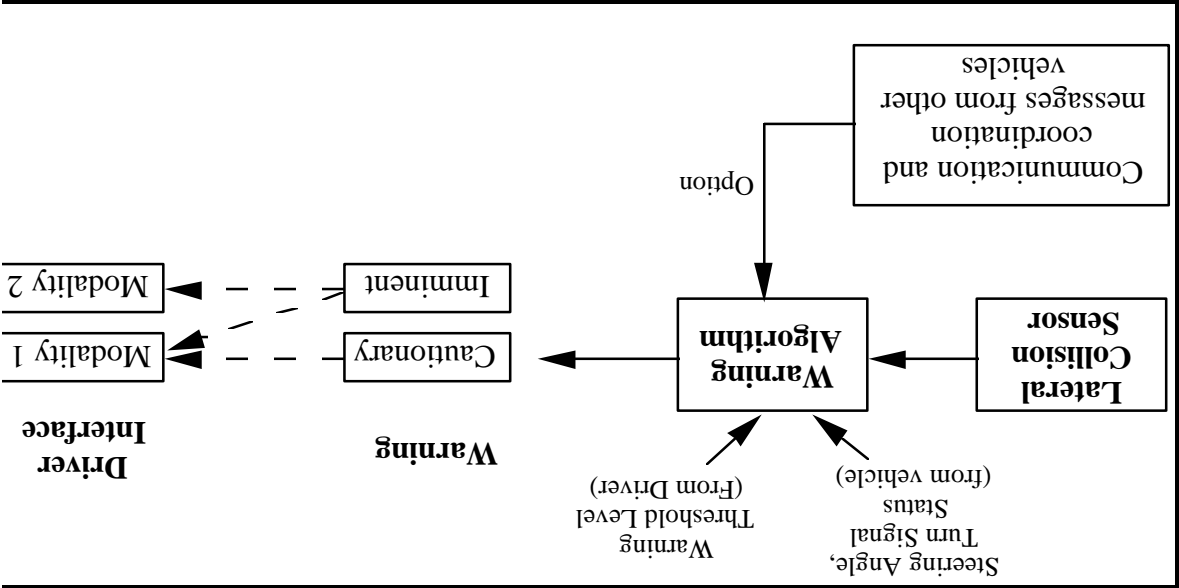 Steering Angle,
Turn Signal
Status
(from vehicle)
Warning
Threshold Level
(From Driver)
Warning
Driver
Interface
Lateral
Collision
Sensor
Warning
Algorithm
Cautionary
Modality 1
Imminent
Modality 2
Option
Communication and
coordination
messages from other
vehicles